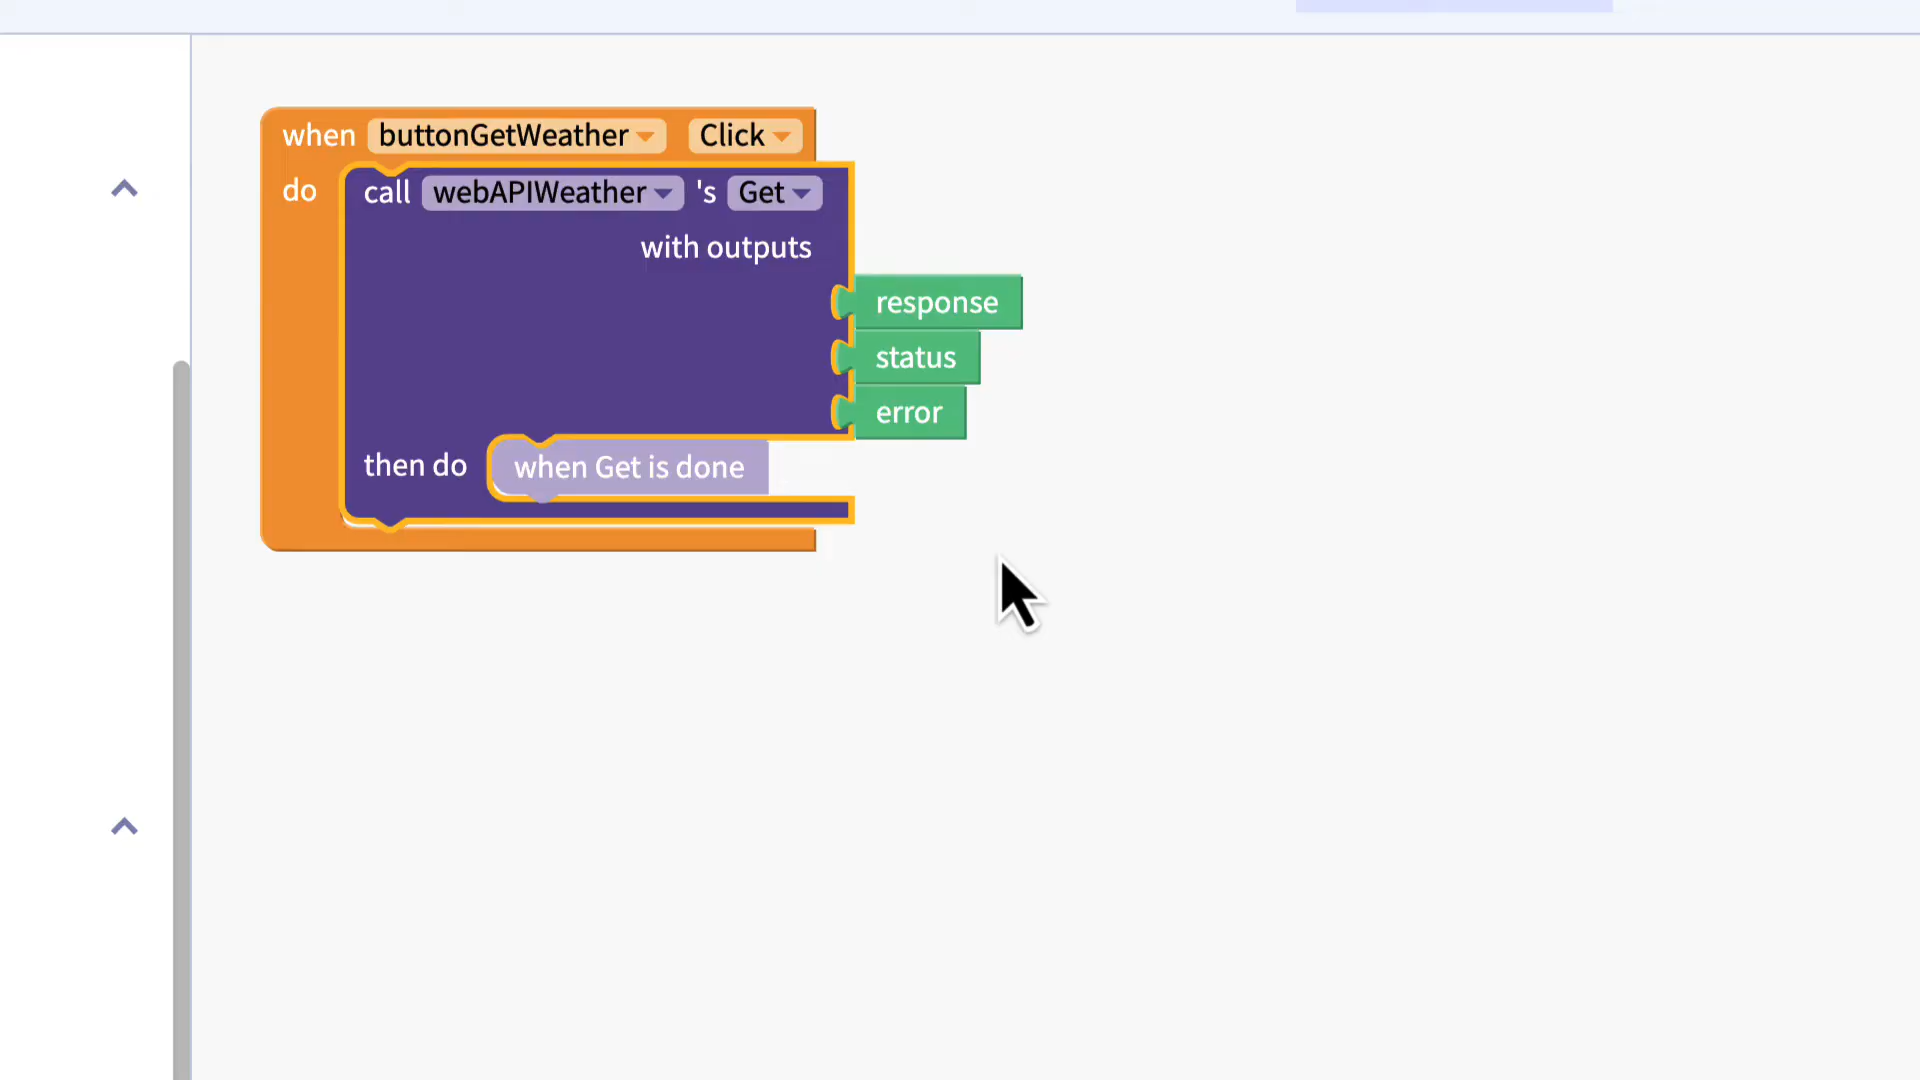 when buttonGetWeather Click
do call webAPIWeather 's Get
with outputs
response
status
error
then do when Get is done